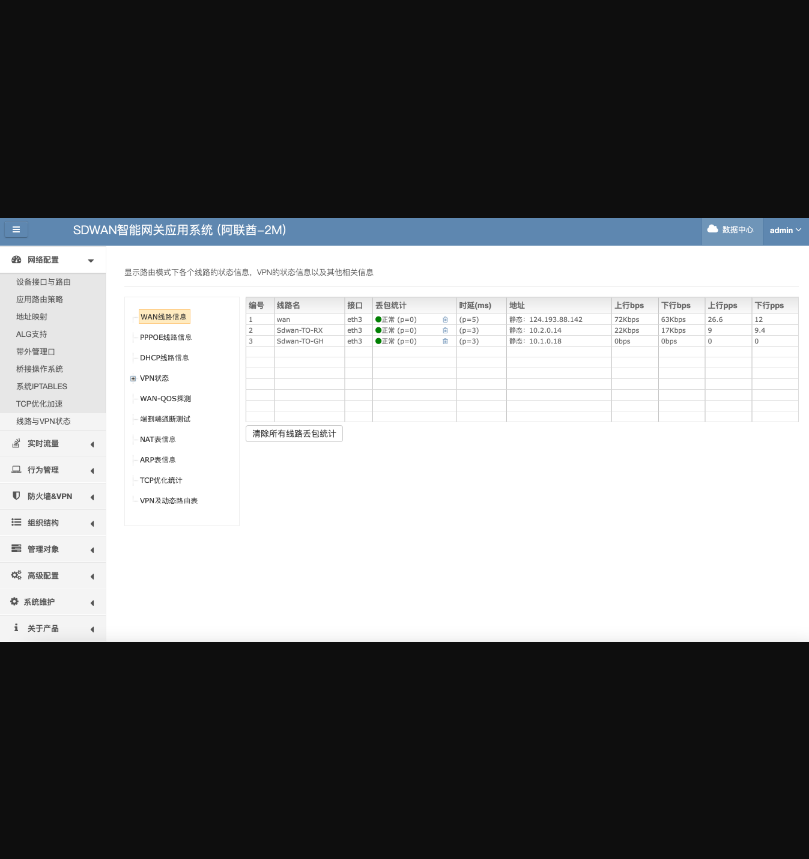 SDWAN智能网关应用系统 (阿联酋-2M)
数据中心
admin
网络配置
设备接口与路由
应用路由策略
地址映射
ALG支持
带外管理口
桥接操作系统
系统IPTABLES
TCP优化加速
线路与VPN状态
实时流量
行为管理
防火墙&VPN
组织结构
管理对象
高级配置
系统维护
关于产品
显示路由模式下各个线路的状态信息，VPN的状态信息以及其他相关信息
WAN线路信息
PPPOE线路信息
DHCP线路信息
VPN状态
WAN-QOS探测
端到端通断测试
NAT表信息
ARP表信息
TCP优化统计
VPN及动态路由表
编号 线路名 接口 丢包统计 时延(ms) 地址 上行bps 下行bps 上行pps 下行pps
1 wan eth3 正常 (p=0) (p=5) 静态: 124.193.88.142 72Kbps 63Kbps 26.6 12
2 Sdwan-TO-RX eth3 正常 (p=0) (p=3) 静态: 10.2.0.14 22Kbps 17Kbps 9 9.4
3 Sdwan-TO-GH eth3 正常 (p=0) (p=3) 静态: 10.1.0.18 0bps 0bps 0 0
清除所有线路丢包统计